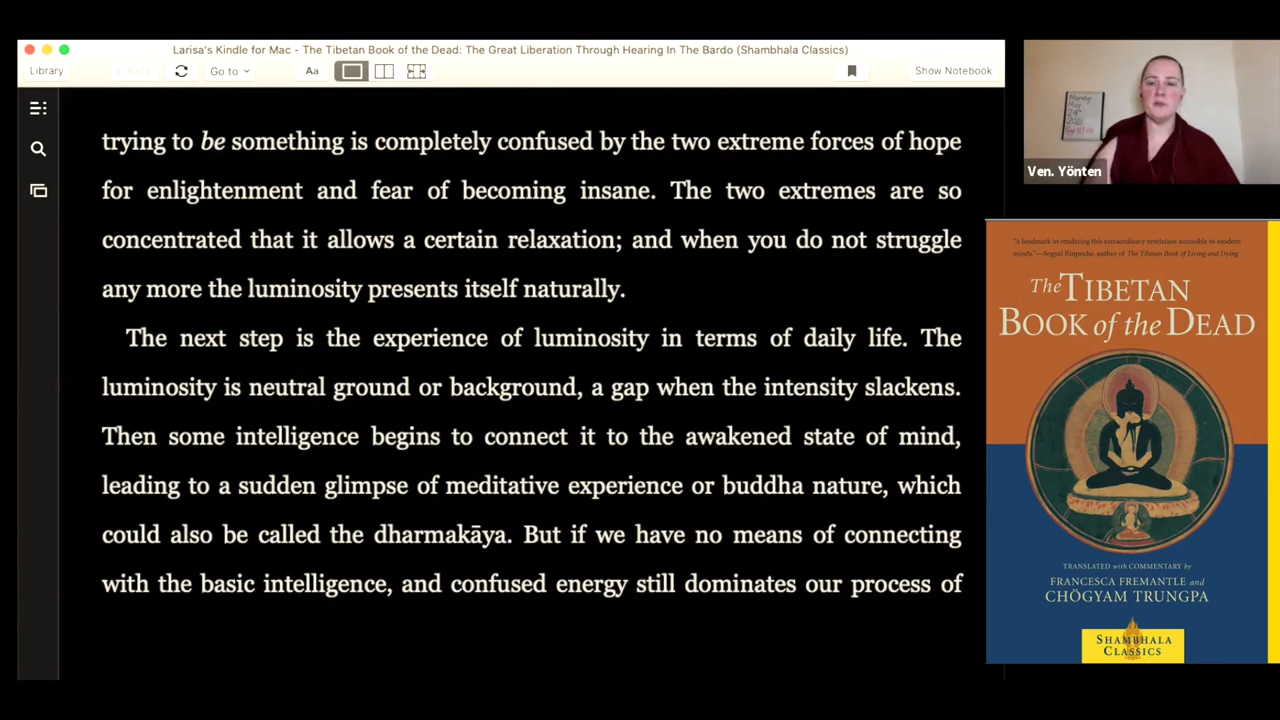 Larisa's Kindle for Mac - The Tibetan Book of the Dead: The Great Liberation Through Hearing In The Bardo (Shambhala Classics)
Library
Back
Go to
Aa
Show Notebook
trying to be something is completely confused by the two extreme forces of hope
for enlightenment and fear of becoming insane. The two extremes are so
concentrated that it allows a certain relaxation; and when you do not struggle
any more the luminosity presents itself naturally.
The next step is the experience of luminosity in terms of daily life. The
luminosity is neutral ground or background, a gap when the intensity slackens.
Then some intelligence begins to connect it to the awakened state of mind,
leading to a sudden glimpse of meditative experience or buddha nature, which
could also be called the dharmakāya. But if we have no means of connecting
with the basic intelligence, and confused energy still dominates our process of
Monday
May
24th
2021
Ven. Yönten
"A landmark in rendering this extraordinary revelation accessible to modern
minds."—Sogyal Rinpoche, author of The Tibetan Book of Living and Dying
The TIBETAN
BOOK of the DEAD
TRANSLATED with COMMENTARY by
FRANCESCA FREMANTLE and
CHÖGYAM TRUNGPA
SHAMBHALA
CLASSICS